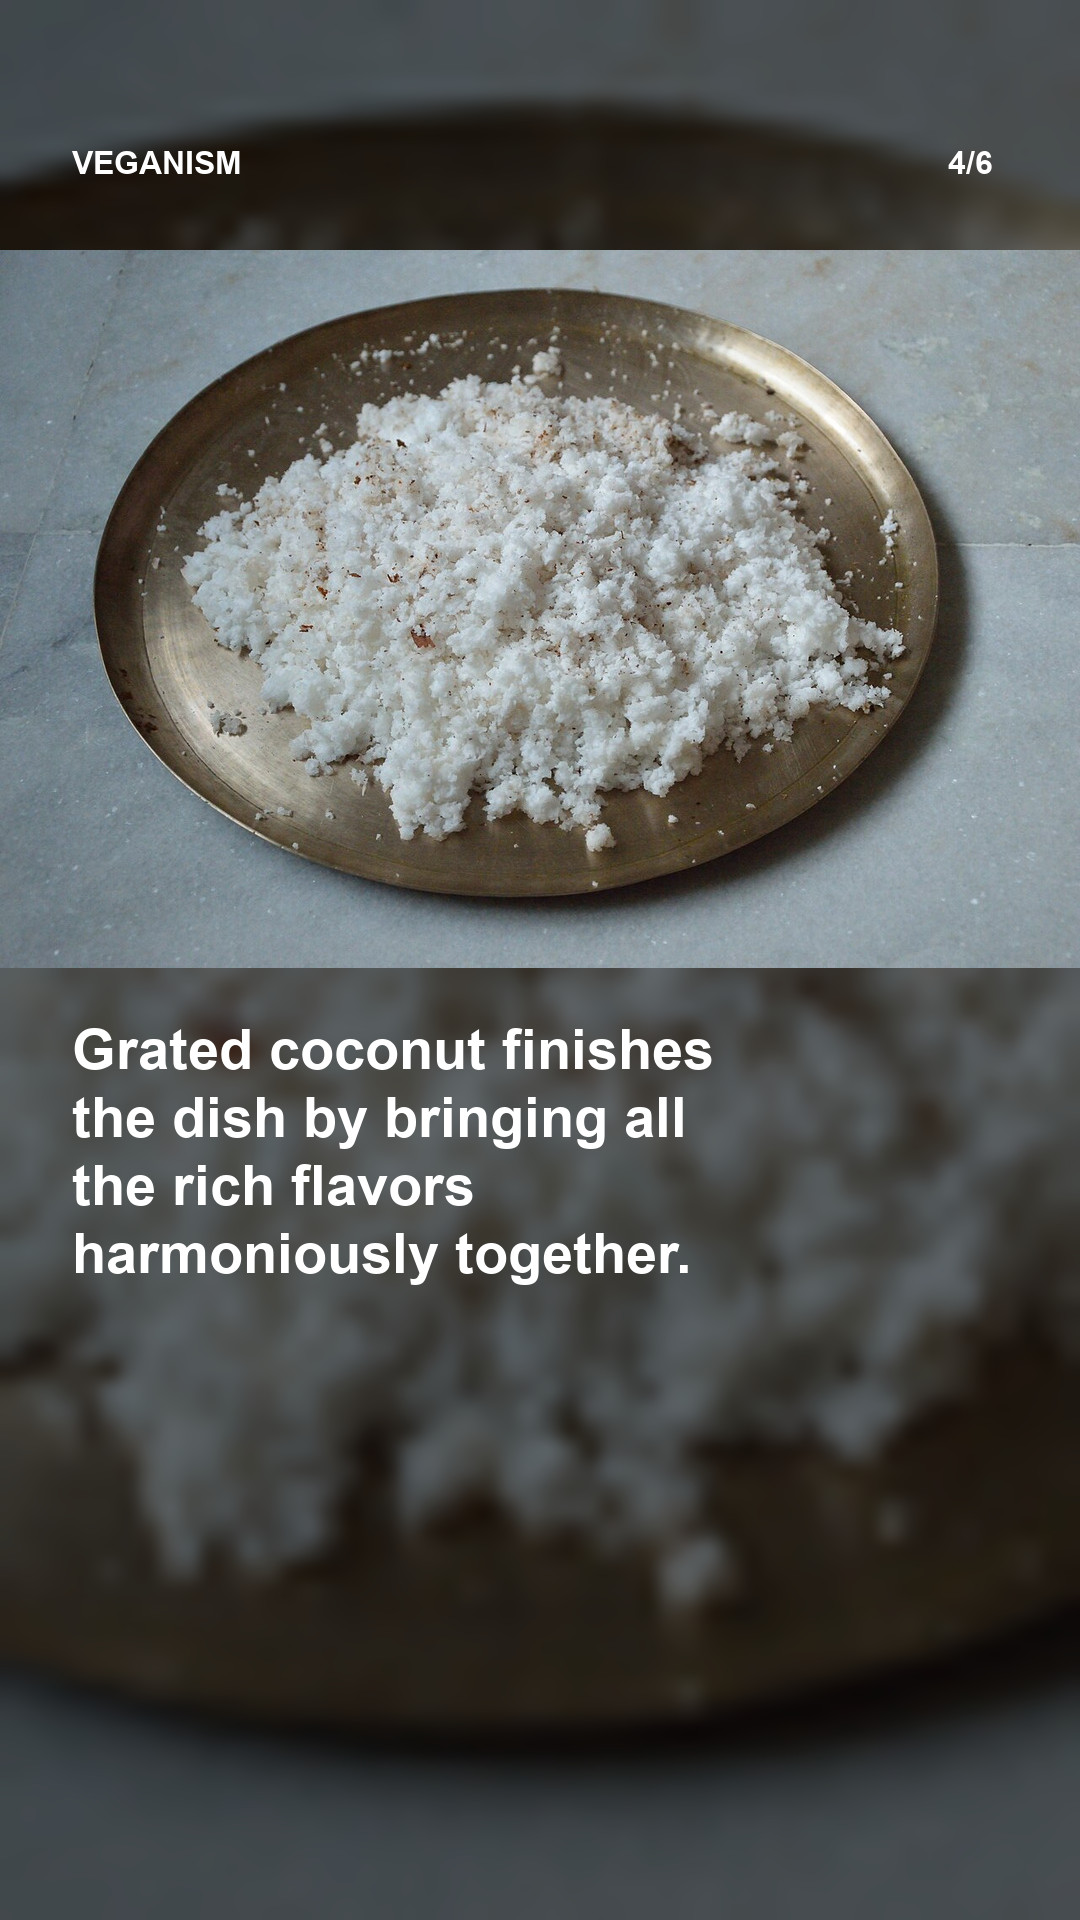 VEGANISM
4/6
Grated coconut finishes
the dish by bringing all
the rich flavors
harmoniously together.